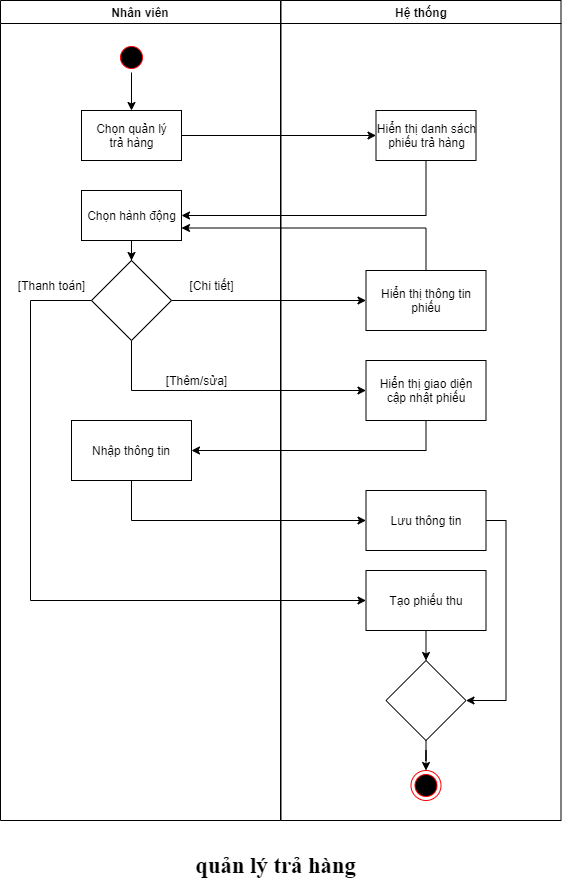 Nhân viên
Hệ thống
Chọn quản lý
trả hàng
Hiển thị danh sách
phiếu trả hàng
Chọn hành động
[Thanh toán]
[Chi tiết]
Hiển thị thông tin
phiếu
[Thêm/sửa]
Hiển thị giao diện
cập nhật phiếu
Nhập thông tin
Lưu thông tin
Tạo phiếu thu
quản lý trả hàng